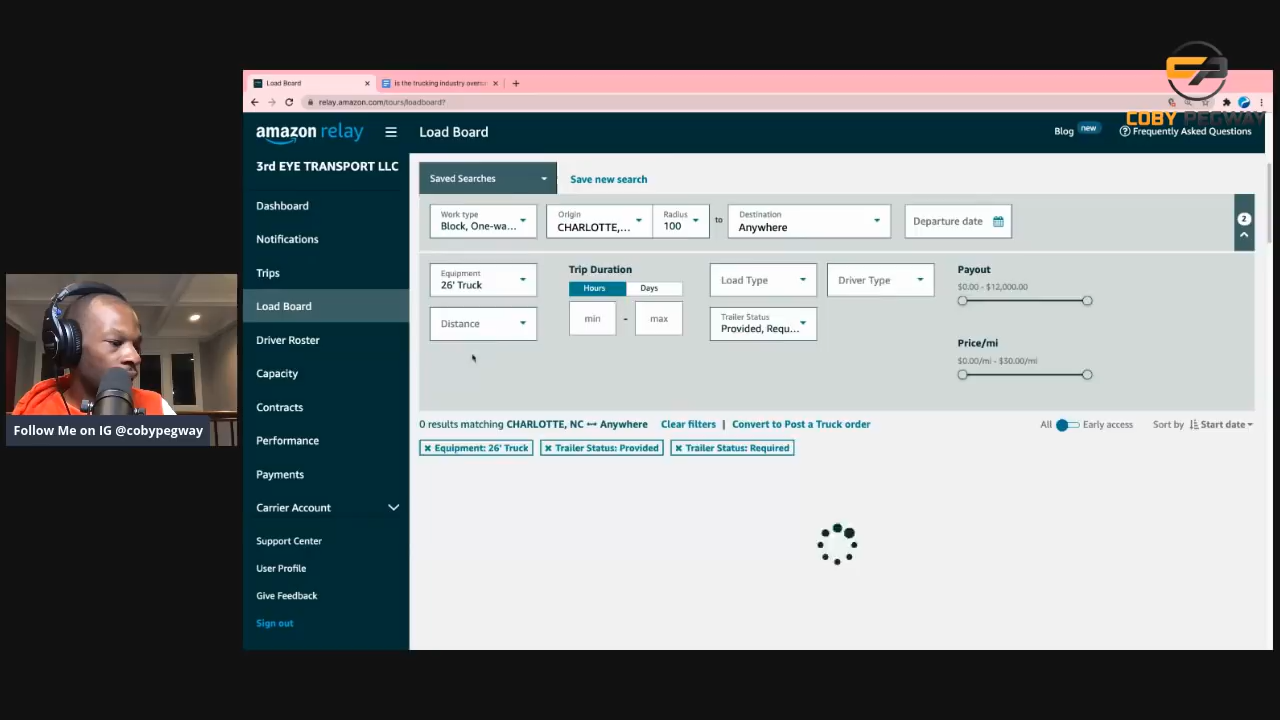 Load Board
is the trucking industry overs
relay.amazon.com/tours/loadboard?
COBY PEGWAY
amazon relay
Load Board
Blog new
Frequently Asked Questions
3rd EYE TRANSPORT LLC
Dashboard
Notifications
Trips
Load Board
Driver Roster
Capacity
Contracts
Performance
Payments
Carrier Account
Support Center
User Profile
Give Feedback
Sign out
Saved Searches
Save new search
Work type
Block, One-wa...
Origin
CHARLOTTE,...
Radius
100
to
Destination
Anywhere
Departure date
2
Equipment
26' Truck
Distance
Trip Duration
Hours
Days
min
-
max
Load Type
Driver Type
Trailer Status
Provided, Requ...
Payout
$0.00 - $12,000.00
Price/mi
$0.00/mi - $30.00/mi
0 results matching CHARLOTTE, NC ↔ Anywhere
Clear filters | Convert to Post a Truck order
All
Early access
Sort by Start date
× Equipment: 26' Truck
× Trailer Status: Provided
× Trailer Status: Required
Follow Me on IG @cobypegway